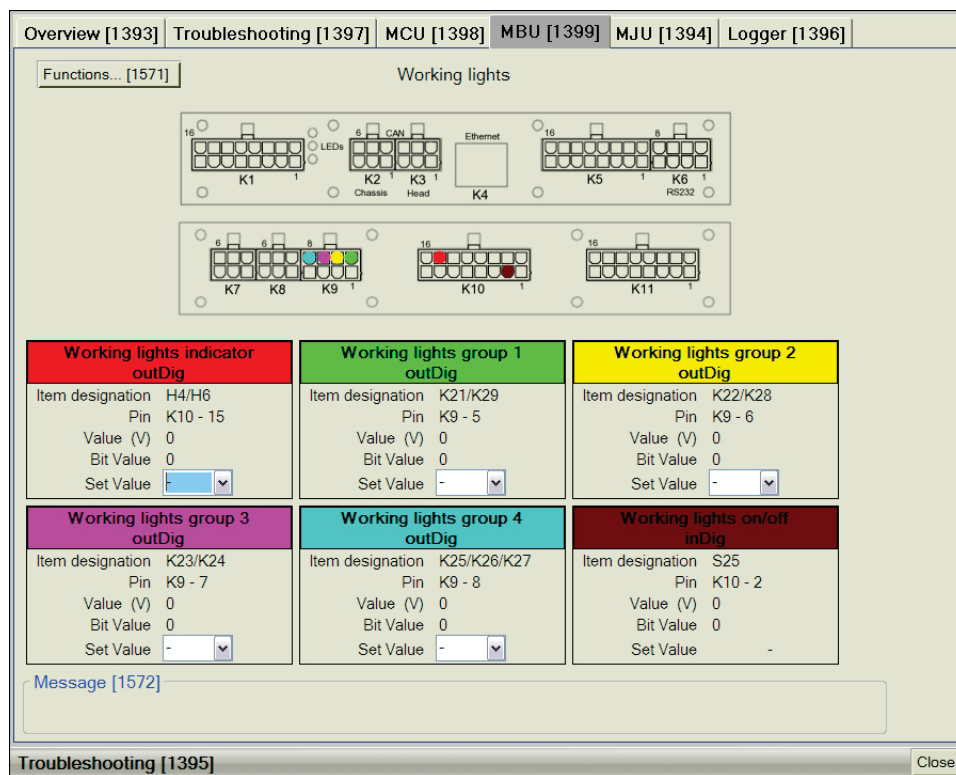 Overview [1393] Troubleshooting [1397] MCU [1398] MBU [1399] MJU [1394] Logger [1396]
Functions... [1571] Working lights
16 6 CAN Ethernet 16 8
LEDs
K1 1 K2 1 K3 1 K5 1 K6 1
Chassis Head K4 RS232
6 6 8 16 16
K7 K8 K9 1 K10 1 K11 1
Working lights indicator Working lights group 1 Working lights group 2
outDig outDig outDig
Item designation H4/H6 Item designation K21/K29 Item designation K22/K28
Pin K10 - 15 Pin K9 - 5 Pin K9 - 6
Value (V) 0 Value (V) 0 Value (V) 0
Bit Value 0 Bit Value 0 Bit Value 0
Set Value - Set Value - Set Value -
Working lights group 3 Working lights group 4 Working lights on/off
outDig outDig inDig
Item designation K23/K24 Item designation K25/K26/K27 Item designation S25
Pin K9 - 7 Pin K9 - 8 Pin K10 - 2
Value (V) 0 Value (V) 0 Value (V) 0
Bit Value 0 Bit Value 0 Bit Value 0
Set Value - Set Value - Set Value -
Message [1572]
Troubleshooting [1395] Close